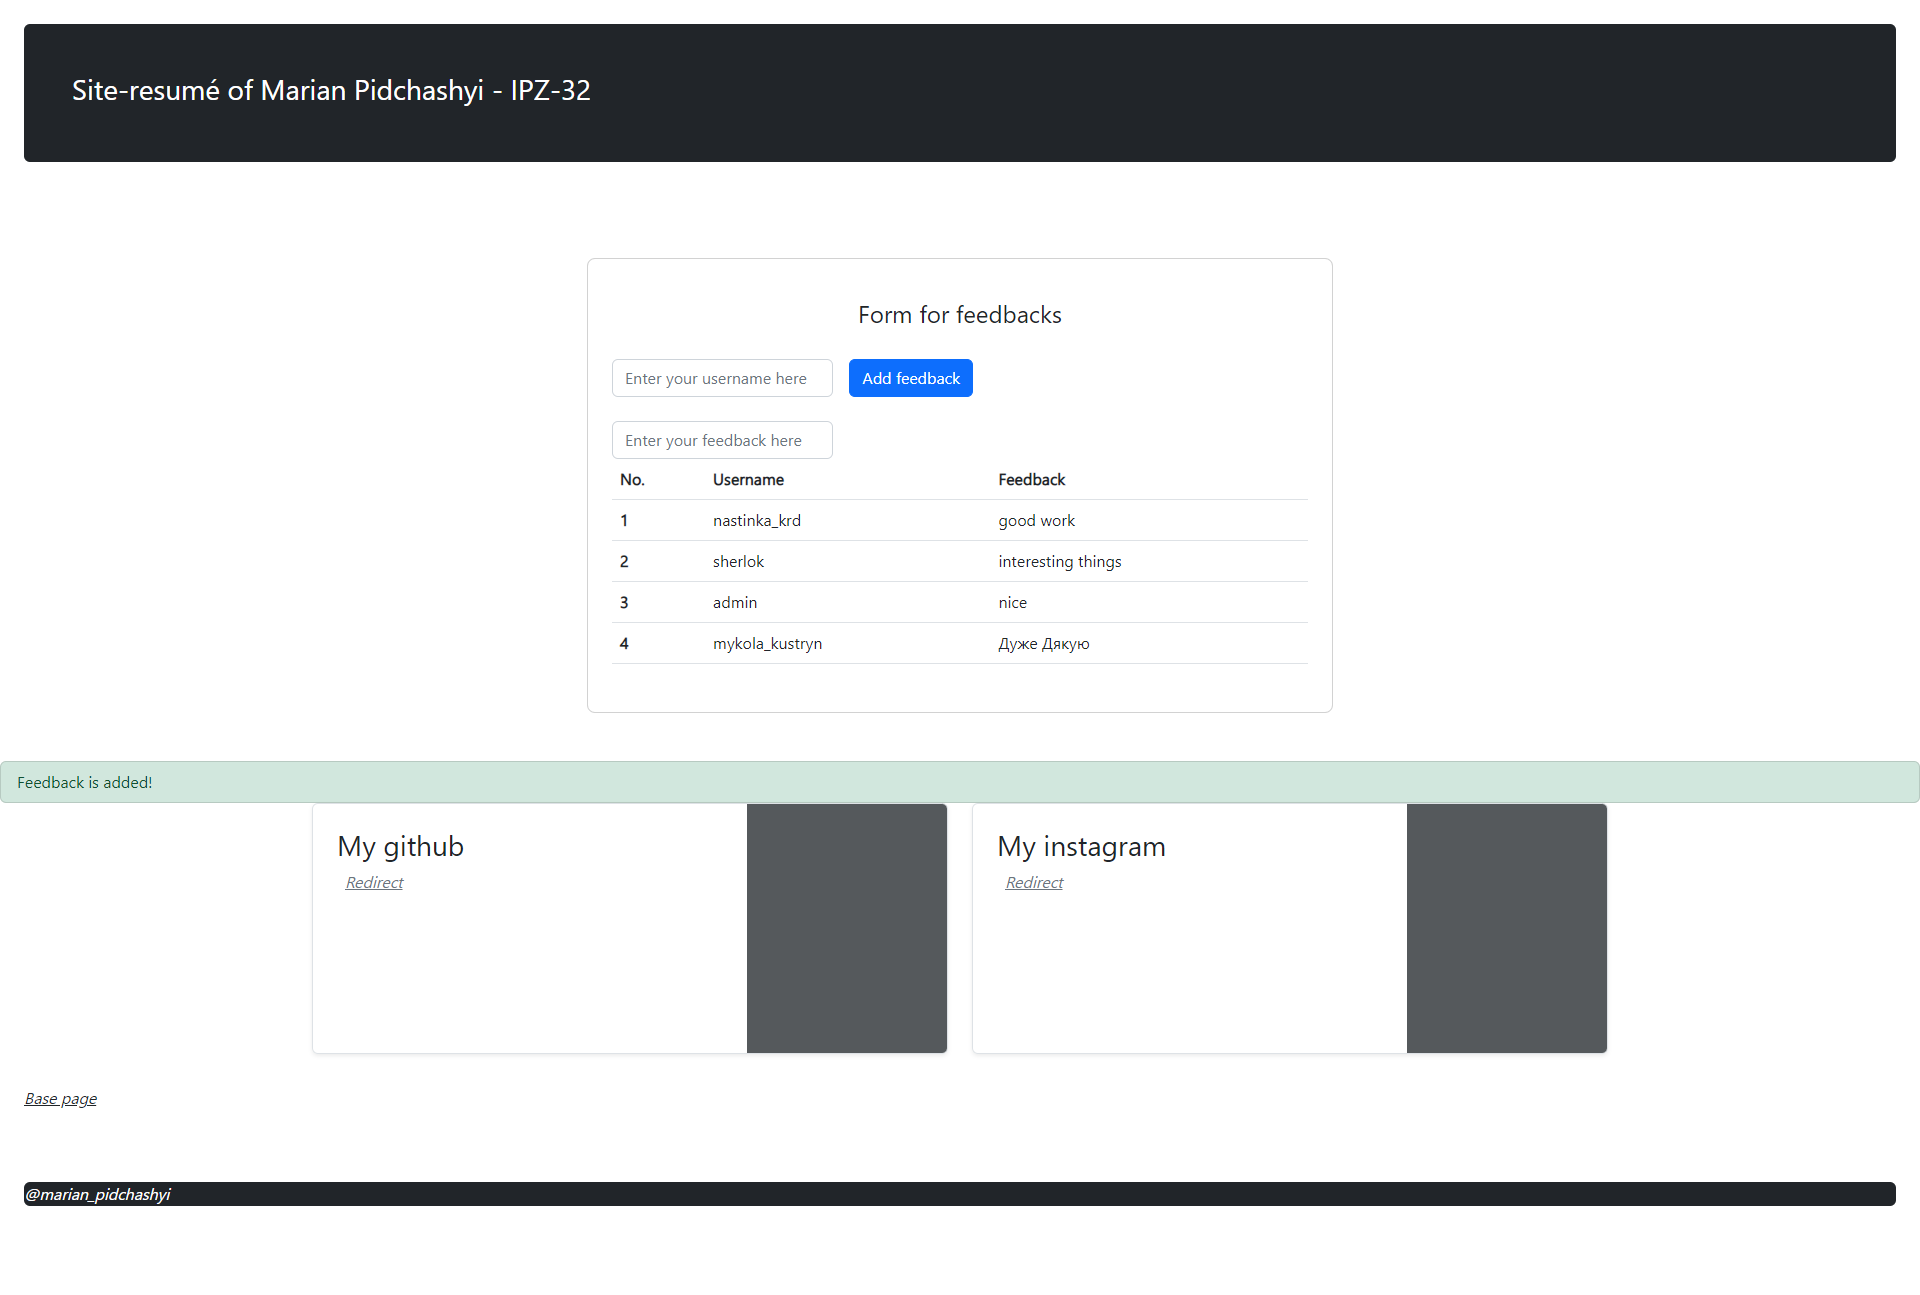 Site-resumé of Marian Pidchashyi - IPZ-32
Form for feedbacks
Enter your username here Add feedback
Enter your feedback here
No. Username Feedback
1 nastinka_krd good work
2 sherlok interesting things
3 admin nice
4 mykola_kustryn Дуже Дякую
Feedback is added!
My github
Redirect
My instagram
Redirect
Base page
@marian_pidchashyi